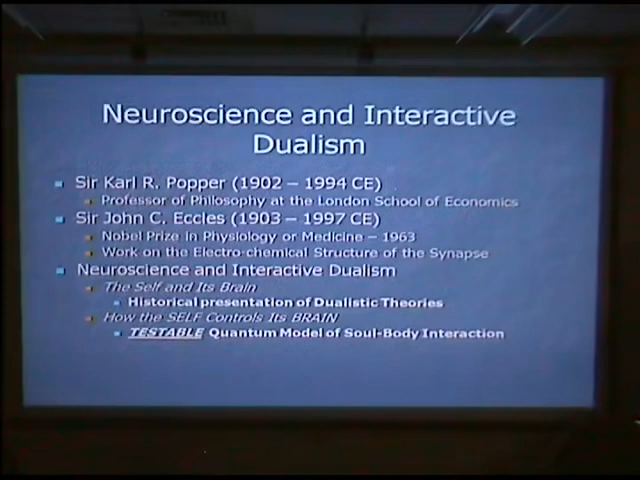 Neuroscience and Interactive
Dualism
Sir Karl R. Popper (1902 – 1994 CE)
Professor of Philosophy at the London School of Economics
Sir John C. Eccles (1903 – 1997 CE)
Nobel Prize in Physiology or Medicine – 1963
Work on the Electro-chemical Structure of the Synapse
Neuroscience and Interactive Dualism
The Self and Its Brain
Historical presentation of Dualistic Theories
How the SELF Controls Its BRAIN
TESTABLE Quantum Model of Soul-Body Interaction